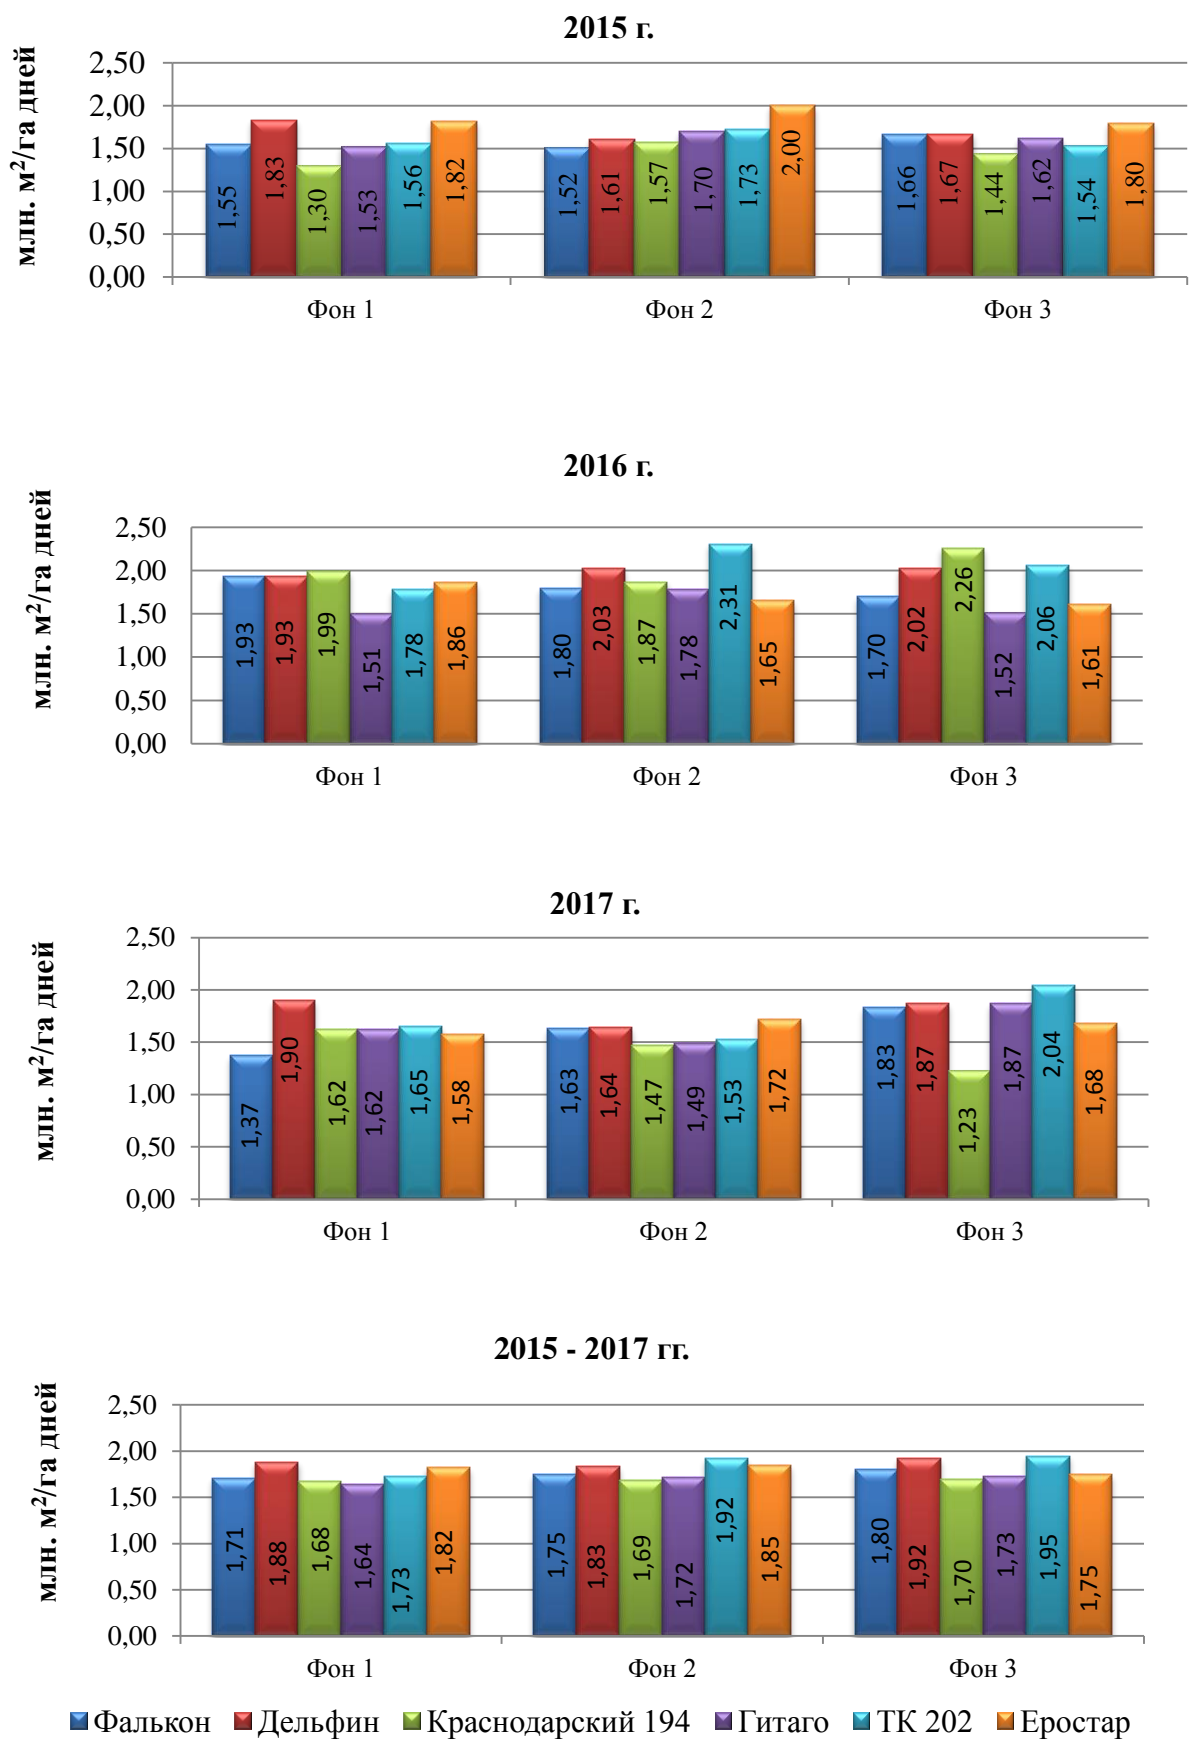 2015 г.
млн. м²/га дней
2,50
2,00
1,50
1,00
0,50
0,00
1,55 1,83 1,30 1,53 1,56 1,82
1,52 1,61 1,57 1,70 1,73 2,00
1,66 1,67 1,44 1,62 1,54 1,80
Фон 1 Фон 2 Фон 3
2016 г.
млн. м²/га дней
2,50
2,00
1,50
1,00
0,50
0,00
1,93 1,93 1,99 1,51 1,78 1,86
1,80 2,03 1,87 1,78 2,31 1,65
1,70 2,02 2,26 1,52 2,06 1,61
Фон 1 Фон 2 Фон 3
2017 г.
млн. м²/га дней
2,50
2,00
1,50
1,00
0,50
0,00
1,37 1,90 1,62 1,62 1,65 1,58
1,63 1,64 1,47 1,49 1,53 1,72
1,83 1,87 1,23 1,87 2,04 1,68
Фон 1 Фон 2 Фон 3
2015 - 2017 гг.
млн. м²/га дней
2,50
2,00
1,50
1,00
0,50
0,00
1,71 1,88 1,68 1,64 1,73 1,82
1,75 1,83 1,69 1,72 1,92 1,85
1,80 1,92 1,70 1,73 1,95 1,75
Фон 1 Фон 2 Фон 3
Фалькон Дельфин Краснодарский 194 Гитаго ТК 202 Еростар